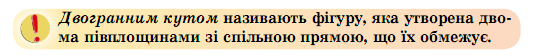 Двогранним кутом називають фігуру, яка утворена дво-
ма півплощинами зі спільною прямою, що їх обмежує.